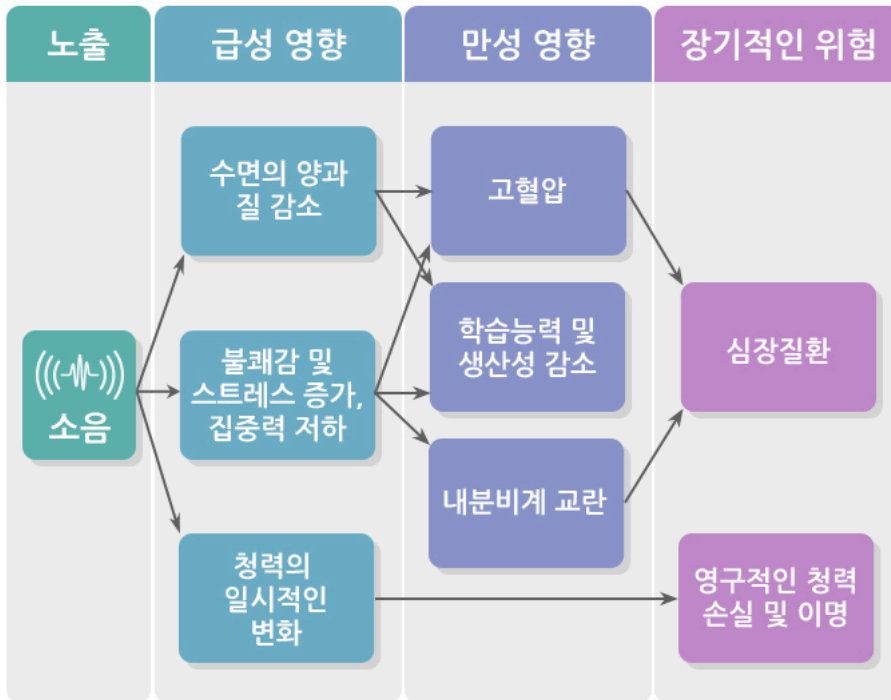 노출
급성 영향
만성 영향
장기적인 위험
소음
수면의 양과
질 감소
불쾌감 및
스트레스 증가,
집중력 저하
청력의
일시적인
변화
고혈압
학습능력 및
생산성 감소
내분비계 교란
심장질환
영구적인 청력
손실 및 이명